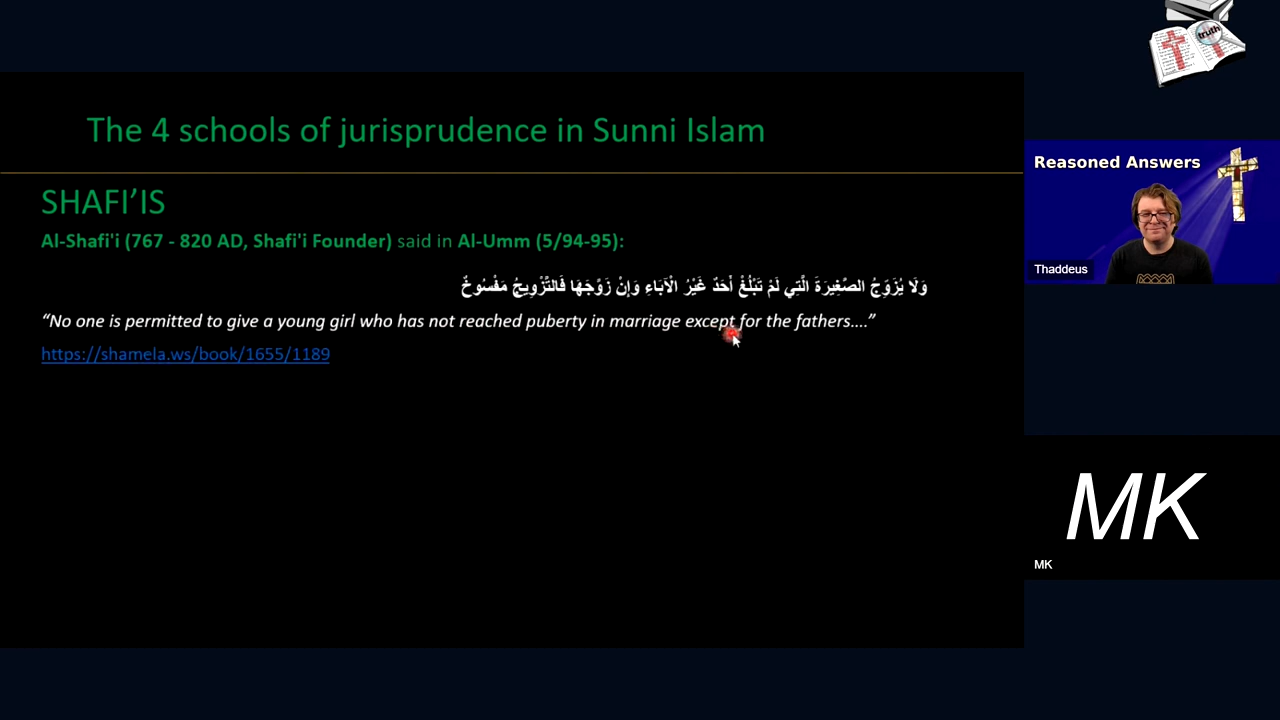 The 4 schools of jurisprudence in Sunni Islam
SHAFI'IS
Al-Shafi'i (767 - 820 AD, Shafi'i Founder) said in Al-Umm (5/94-95):
وَلَا يُزَوِّجُ الصَّغِيرَةَ الَّتِي لَمْ تَبْلُغْ أَحَدٌ غَيْرُ الْآبَاءِ وَإِنْ زَوَّجَهَا فَالتَّزْوِيجُ مَفْسُوخٌ
“No one is permitted to give a young girl who has not reached puberty in marriage except for the fathers....”
https://shamela.ws/book/1655/1189
truth
Reasoned Answers
Thaddeus
MK
MK